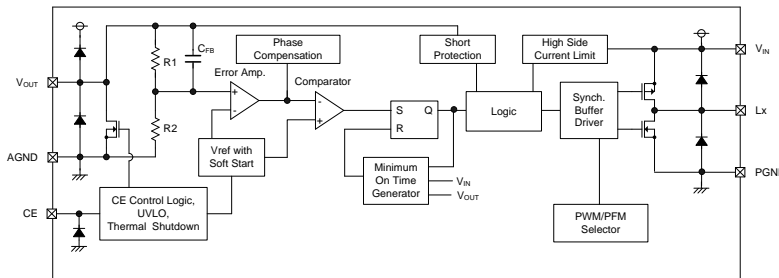 Phase
Compensation
Short
Protection
High Side
Current Limit
VIN
CFB
R1
VOUT
Error Amp.
Comparator
+
-
-
+
S
Q
R
Logic
Synch.
Buffer
Driver
Lx
R2
Vref with
Soft Start
Minimum
On Time
Generator
VIN
VOUT
AGND
PGN
CE
CE Control Logic,
UVLO,
Thermal Shutdown
PWM/PFM
Selector